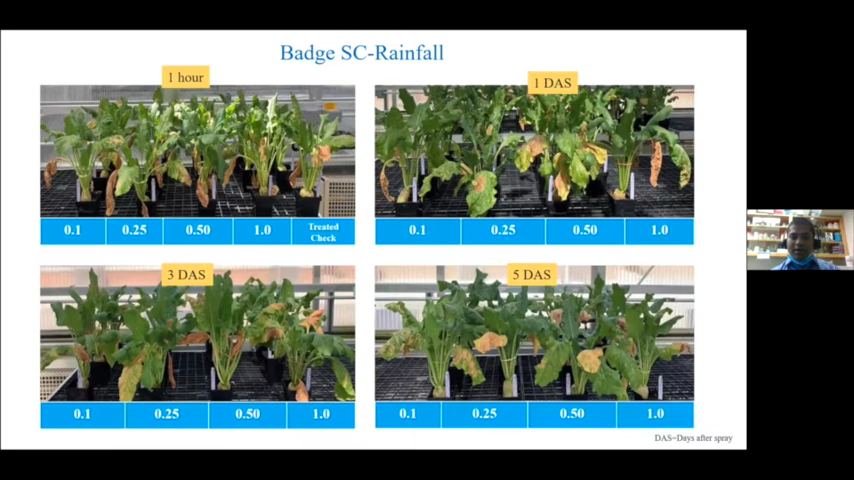 Badge SC-Rainfall
1 hour
0.1 0.25 0.50 1.0 Treated
Check
1 DAS
0.1 0.25 0.50 1.0
3 DAS
0.1 0.25 0.50 1.0
5 DAS
0.1 0.25 0.50 1.0
DAS=Days after spray